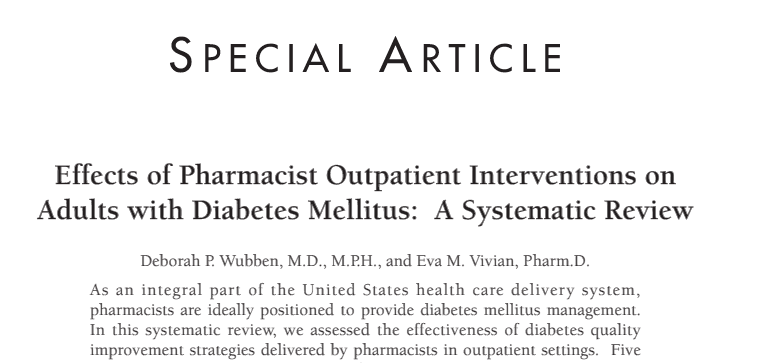 SPECIAL ARTICLE
Effects of Pharmacist Outpatient Interventions on
Adults with Diabetes Mellitus: A Systematic Review
Deborah P. Wubben, M.D., M.P.H., and Eva M. Vivian, Pharm.D.
As an integral part of the United States health care delivery system,
pharmacists are ideally positioned to provide diabetes mellitus management.
In this systematic review, we assessed the effectiveness of diabetes quality
improvement strategies delivered by pharmacists in outpatient settings. Five